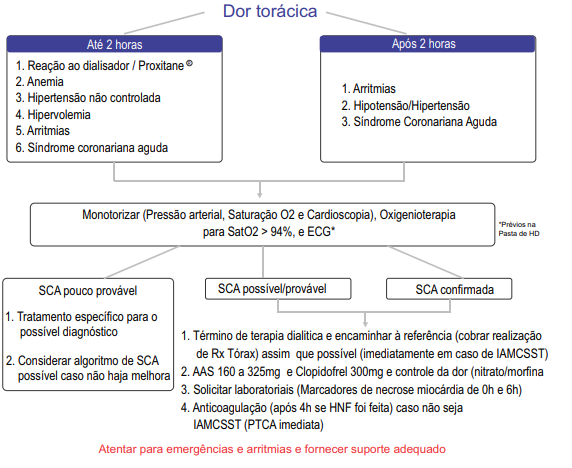 Dor torácica
Até 2 horas
1. Reação ao dialisador / Proxitane ®
2. Anemia
3. Hipertensão não controlada
4. Hipervolemia
5. Arritmias
6. Síndrome coronariana aguda
Após 2 horas
1. Arritmias
2. Hipotensão/Hipertensão
3. Síndrome Coronariana Aguda
Monotorizar (Pressão arterial, Saturação O2 e Cardioscopia), Oxigenioterapia
para SatO2 > 94%, e ECG*
*Prévios na
Pasta de HD
SCA pouco provável
1. Tratamento específico para o
possível diagnóstico
2. Considerar algoritmo de SCA
possível caso não haja melhora
SCA possível/provável
SCA confirmada
1. Término de terapia dialitica e encaminhar à referência (cobrar realização
de Rx Tórax) assim que possível (imediatamente em caso de IAMCSST)
2. AAS 160 a 325mg e Clopidofrel 300mg e controle da dor (nitrato/morfina
3. Solicitar laboratoriais (Marcadores de necrose miocárdia de 0h e 6h)
4. Anticoagulação (após 4h se HNF foi feita) caso não seja
IAMCSST (PTCA imediata)
Atentar para emergências e arritmias e fornecer suporte adequado